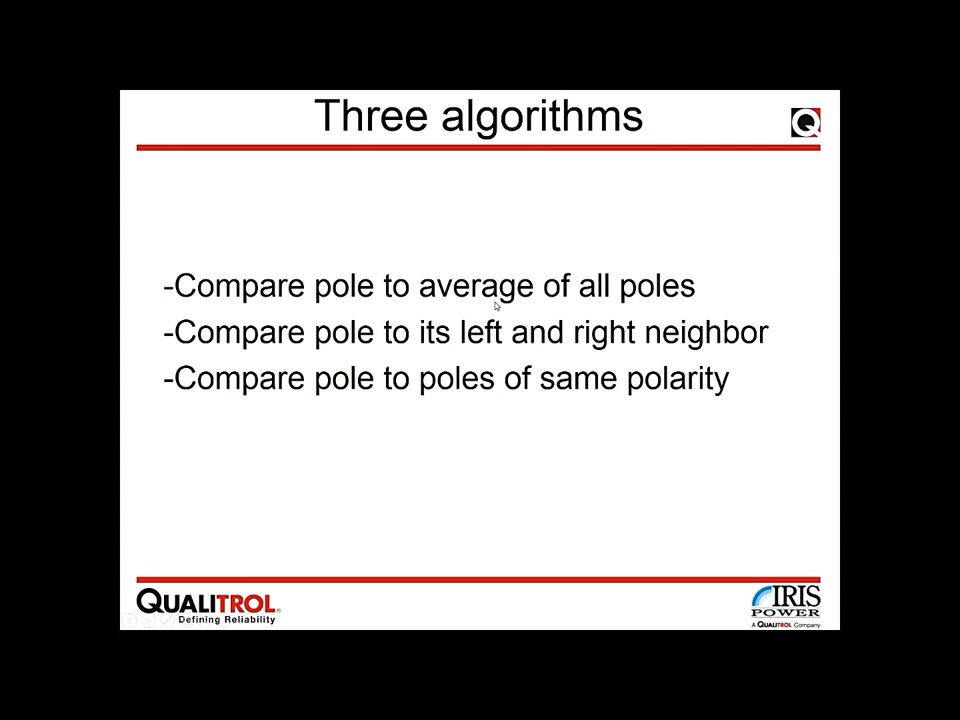 Three algorithms
Q
-Compare pole to average of all poles
-Compare pole to its left and right neighbor
-Compare pole to poles of same polarity
QUALITROL®
Defining Reliability
IRIS
POWER
A QUALITROL Company